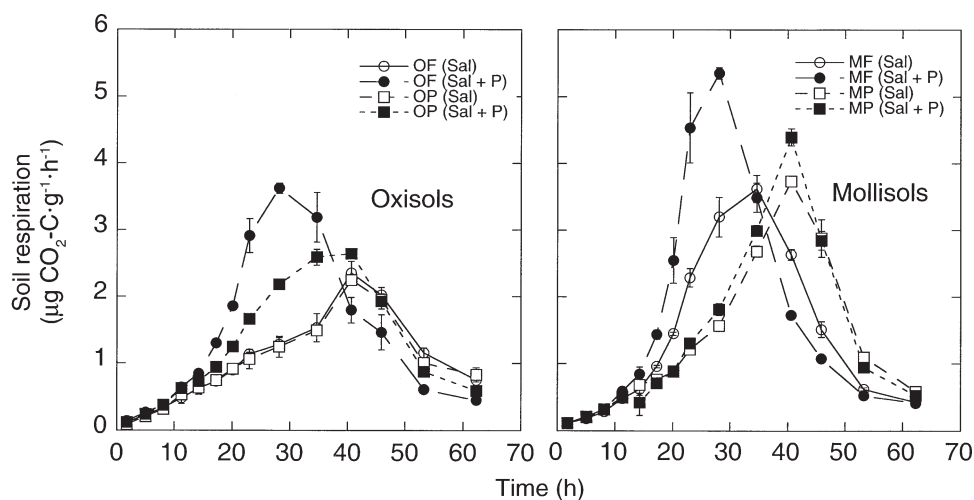 6
5
4
3
2
1
0
Soil respiration
(μg CO2-C·g-1·h-1)
OF (Sal)
OF (Sal + P)
OP (Sal)
OP (Sal + P)
Oxisols
0 10 20 30 40 50 60 70
MF (Sal)
MF (Sal + P)
MP (Sal)
MP (Sal + P)
Mollisols
0 10 20 30 40 50 60 70
Time (h)